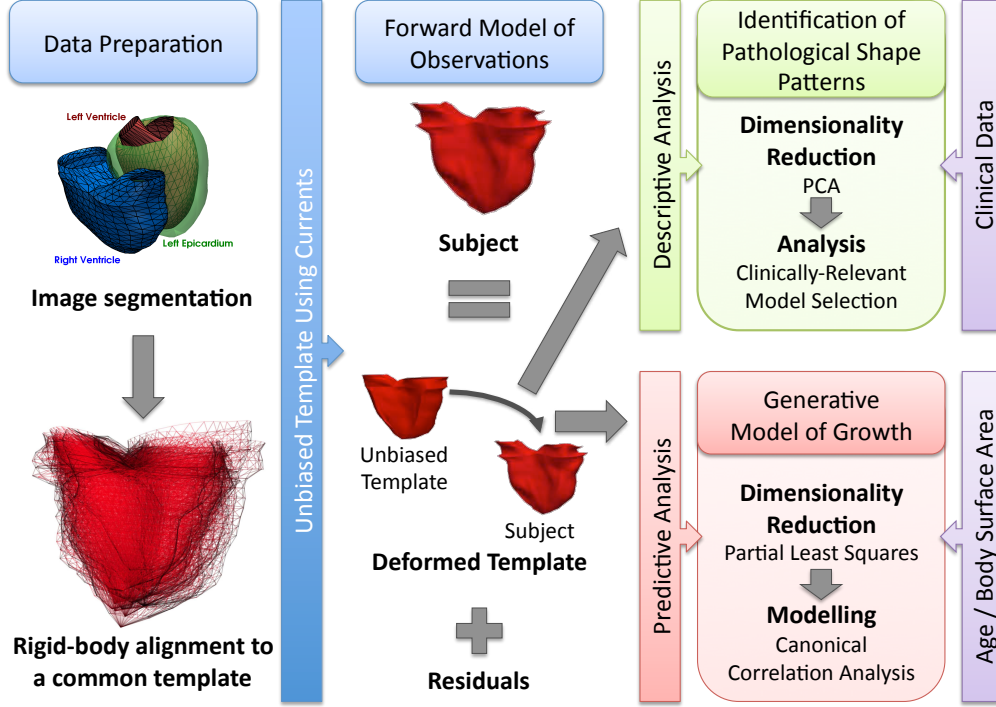 Data Preparation
Left Ventricle
Left Epicardium
Right Ventricle
Image segmentation
Rigid-body alignment to
a common template
Unbiased Template Using Currents
Forward Model of
Observations
Subject
Unbiased
Template
Subject
Deformed Template
Residuals
Descriptive Analysis
Identification of
Pathological Shape
Patterns
Dimensionality
Reduction
PCA
Analysis
Clinically-Relevant
Model Selection
Clinical Data
Predictive Analysis
Generative
Model of Growth
Dimensionality
Reduction
Partial Least Squares
Modelling
Canonical
Correlation Analysis
Age / Body Surface Area